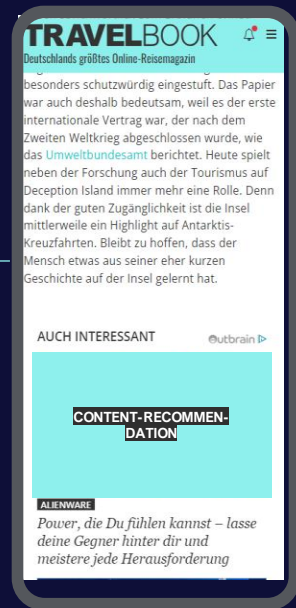 TRAVELBOOK
Deutschlands größtes Online-Reisemagazin
besonders schutzwürdig eingestuft. Das Papier
war auch deshalb bedeutsam, weil es der erste
internationale Vertrag war, der nach dem
Zweiten Weltkrieg abgeschlossen wurde, wie
das Umweltbundesamt berichtet. Heute spielt
neben der Forschung auch der Tourismus auf
Deception Island immer mehr eine Rolle. Denn
dank der guten Zugänglichkeit ist die Insel
mittlerweile ein Highlight auf Antarktis-
Kreuzfahrten. Bleibt zu hoffen, dass der
Mensch etwas aus seiner eher kurzen
Geschichte auf der Insel gelernt hat.
AUCH INTERESSANT
Outbrain
CONTENT-RECOMMEN-
DATION
ALIENWARE
Power, die Du fühlen kannst – lasse
deine Gegner hinter dir und
meistere jede Herausforderung